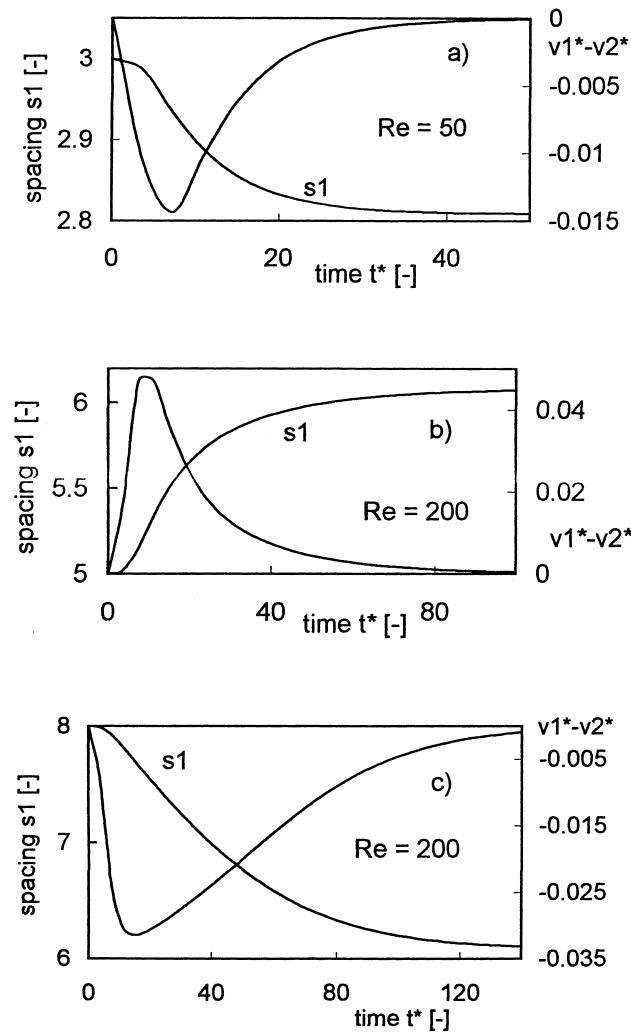 0
3
v1*-v2*
a)
-0.005
spacing s1 [-]
Re = 50
2.9
-0.01
s1
2.8
-0.015
0
20
40
time t* [-]
6
0.04
s1
b)
spacing s1 [-]
5.5
0.02
Re = 200
v1*-v2*
5
0
0
40
80
time t* [-]
8
v1*-v2*
s1
-0.005
c)
spacing s1 [-]
7
-0.015
Re = 200
-0.025
6
-0.035
0
40
80
120
time t* [-]